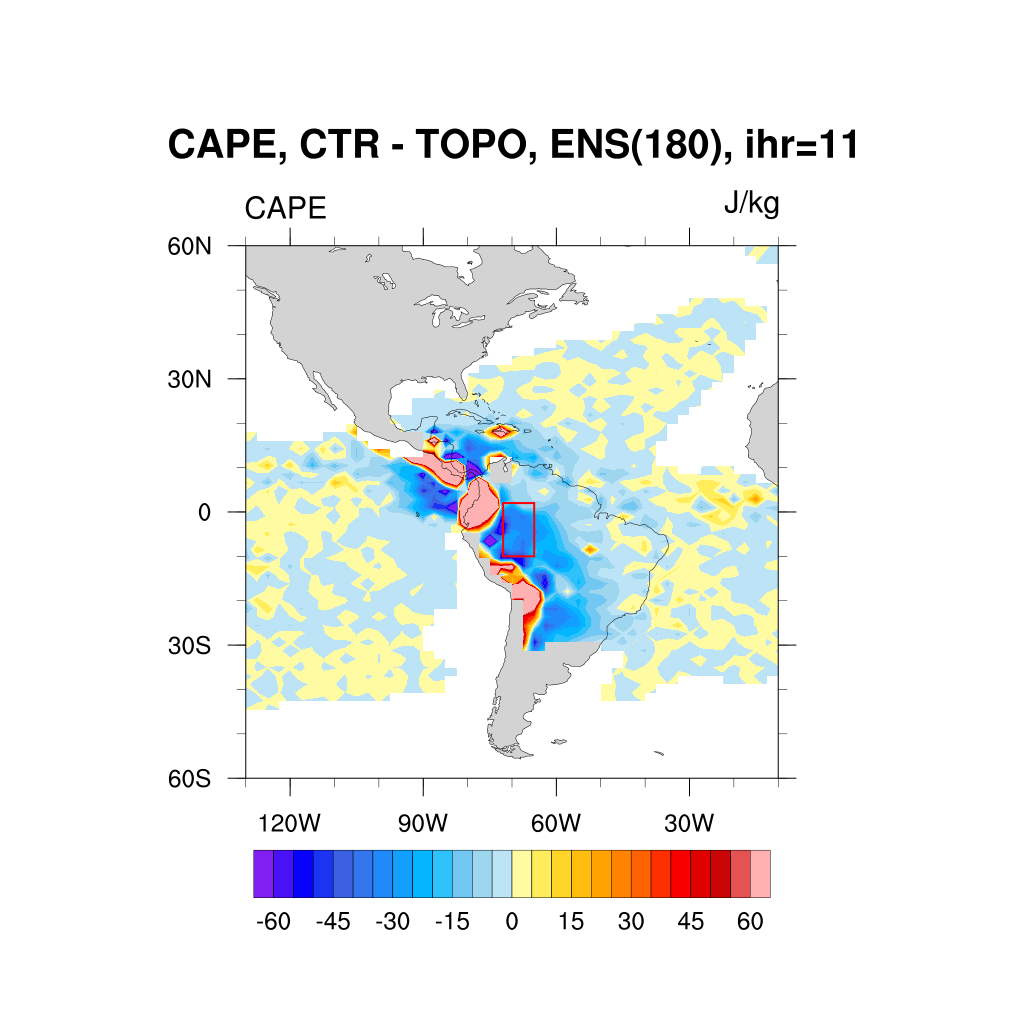 CAPE, CTR - TOPO, ENS(180), ihr=11
CAPE J/kg
60N
30N
0
30S
60S
120W 90W 60W 30W
-60 -45 -30 -15 0 15 30 45 60